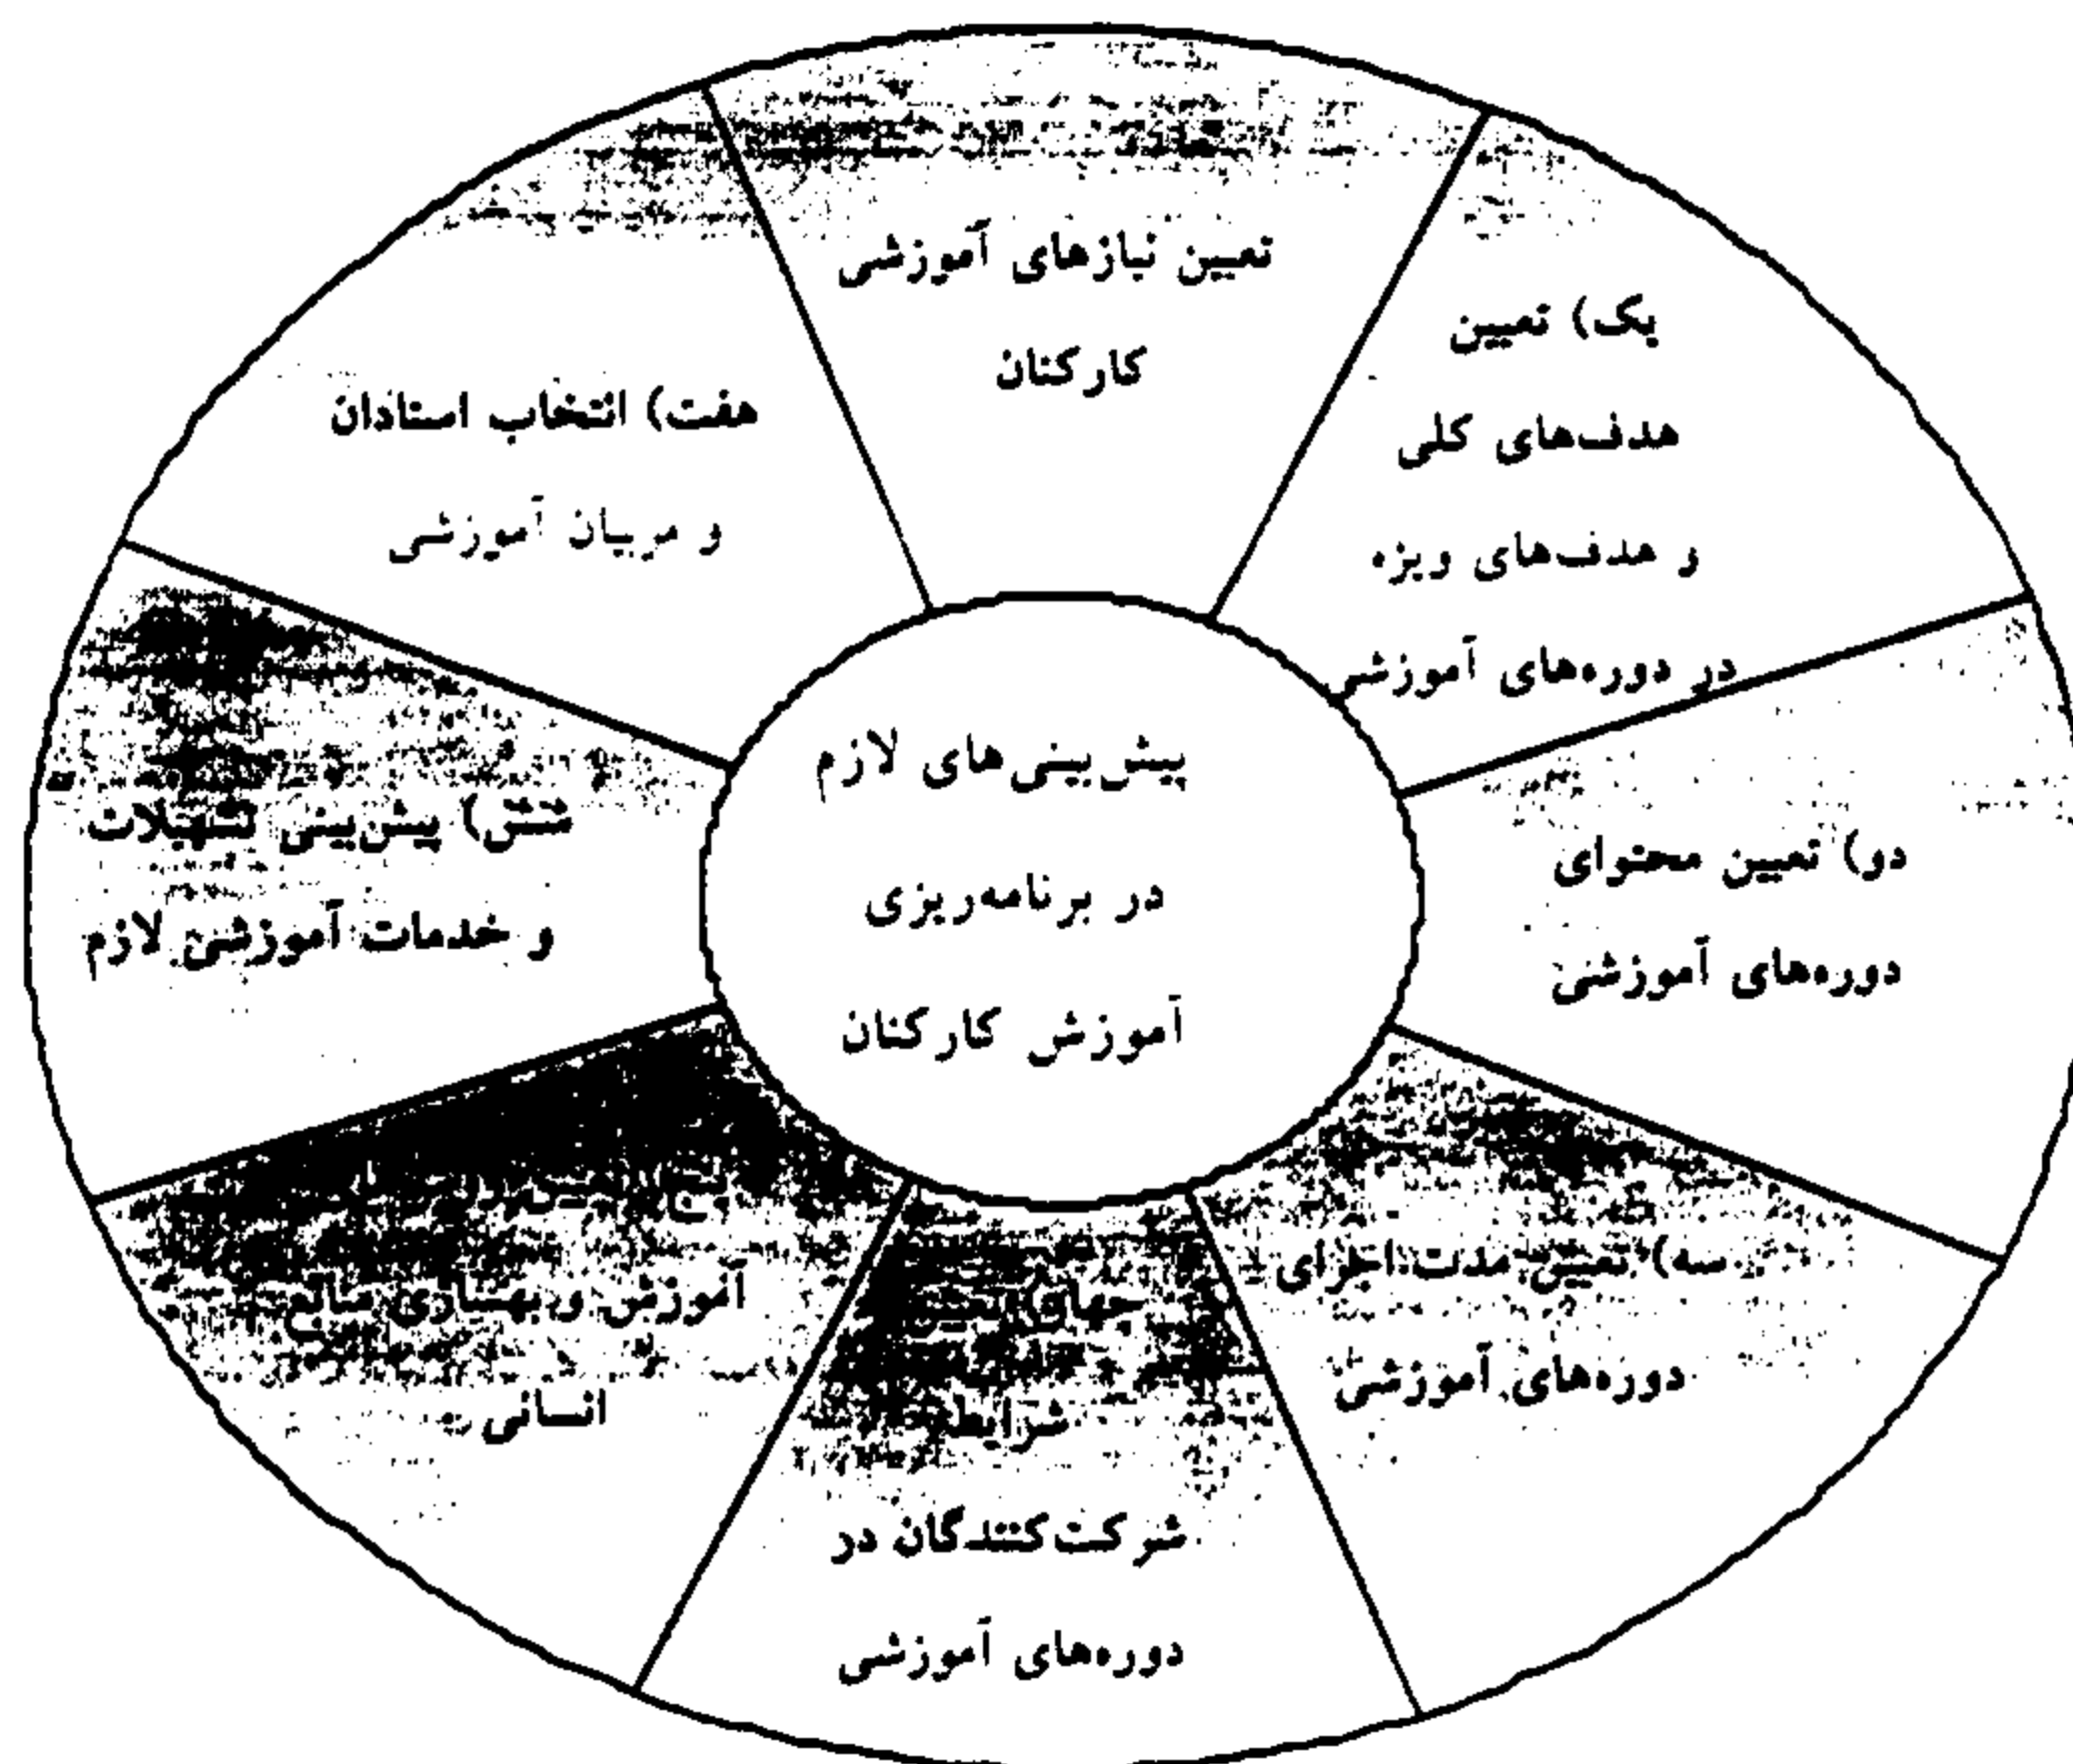 تعیین نیازهای آموزشی
کارکنان
یک) تعیین
هدف‌های کلی
و هدف‌های ویژه
در دوره‌های آموزشی
دو) تعیین محتوای
دوره‌های آموزشی
سه) تعیین مدت اجرای
دوره‌های آموزشی
چهار) تعیین
شرایط
شرکت‌کنندگان در
دوره‌های آموزشی
آموزش و بهسازی منابع
انسانی
شش) پیش‌بینی تسهیلات
و خدمات آموزشی لازم
هفت) انتخاب استادان
و مربیان آموزشی
پیش‌بینی‌های لازم
در برنامه‌ریزی
آموزش کارکنان